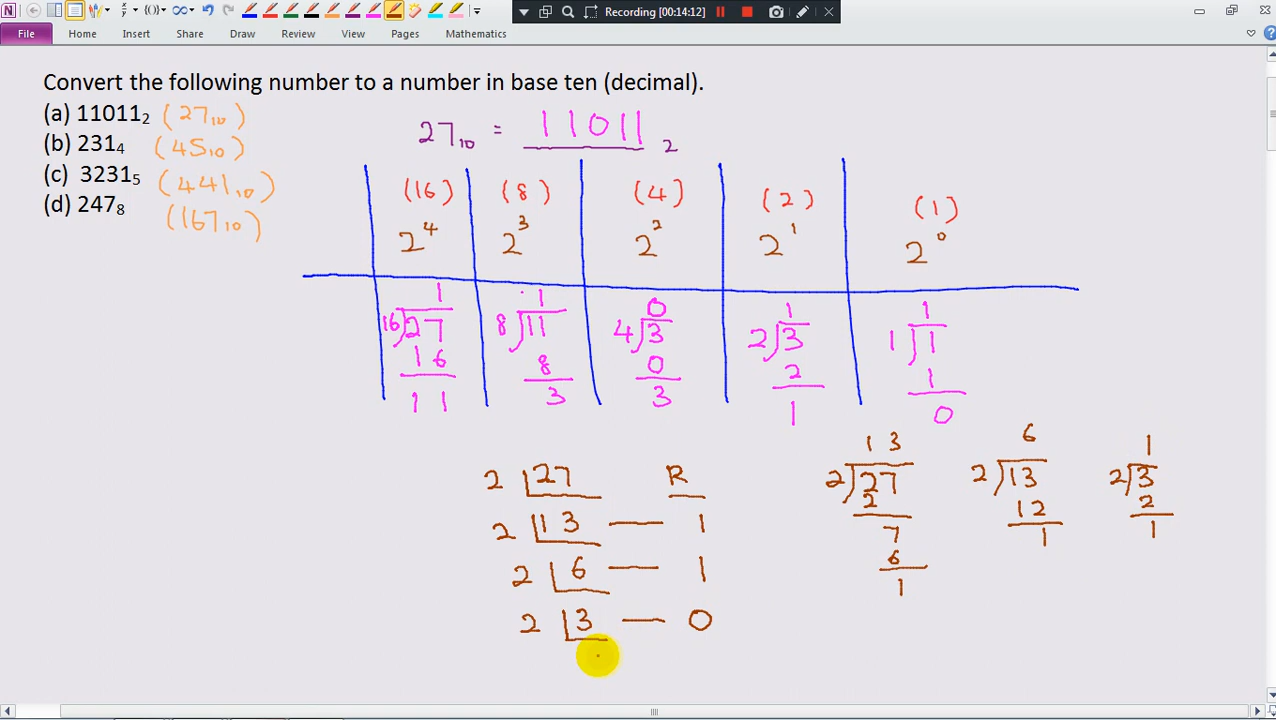 Recording [00:14:12]
File Home Insert Share Draw Review View Pages Mathematics
Convert the following number to a number in base ten (decimal).
(a) 11011₂ (27₁₀)
(b) 231₄ (45₁₀)
(c) 3231₅ (441₁₀)
(d) 247₈ (167₁₀)
27₁₀ = 11011₂
(16) (8) (4) (2) (1)
2⁴ 2³ 2² 2¹ 2⁰
1 1 0 1 1
16)27 8)11 4)3 2)3 1)1
16 8 0 2 1
11 3 3 1 0
2 27 R
2 13 — 1
2 6 — 1
2 3 — 0
13 6 1
2)27 2)13 2)3
2 12 2
7 1 1
6
1